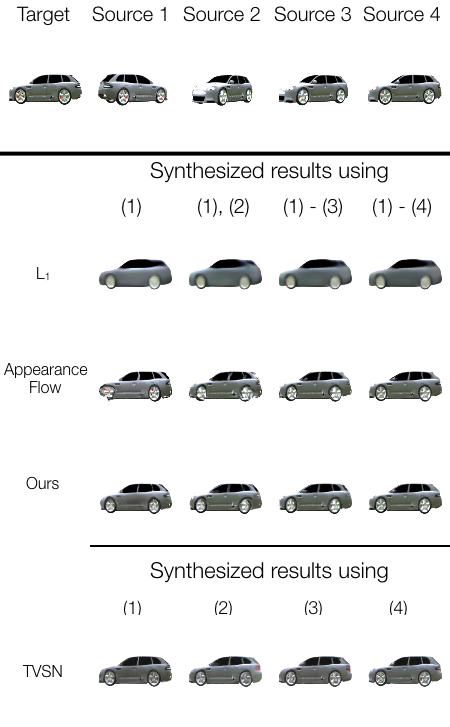 Target Source 1 Source 2 Source 3 Source 4
Synthesized results using
(1) (1), (2) (1) - (3) (1) - (4)
L₁
Appearance
Flow
Ours
Synthesized results using
(1) (2) (3) (4)
TVSN